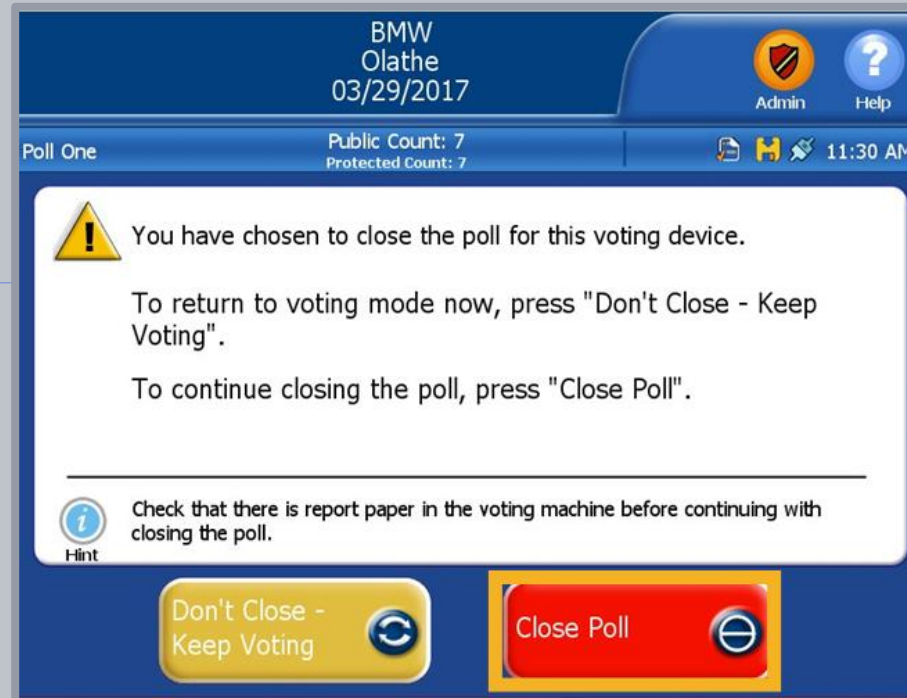 BMW
Olathe
03/29/2017
Admin
Help
Poll One
Public Count: 7
Protected Count: 7
11:30 AM
You have chosen to close the poll for this voting device.
To return to voting mode now, press "Don't Close - Keep
Voting".
To continue closing the poll, press "Close Poll".
Hint
Check that there is report paper in the voting machine before continuing with
closing the poll.
Don't Close -
Keep Voting
Close Poll